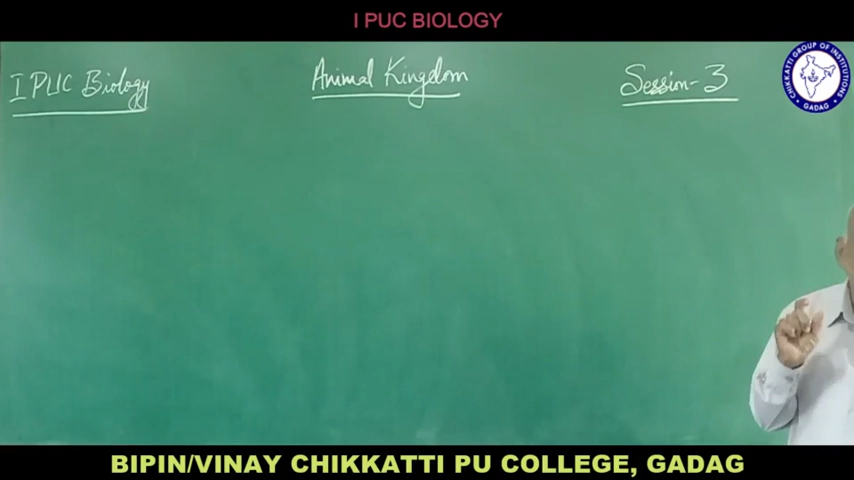 I PUC BIOLOGY
I PUC Biology
Animal Kingdom
Session-3
CHIKKATTI GROUP OF INSTITUTIONS
GADAG
BIPIN/VINAY CHIKKATTI PU COLLEGE, GADAG